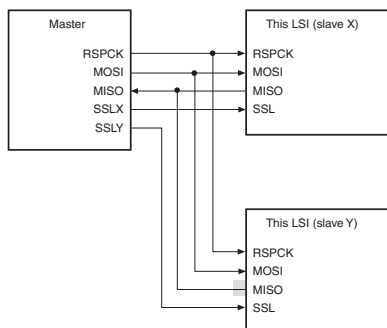 Master
RSPCK
MOSI
MISO
SSLX
SSLY
This LSI (slave X)
RSPCK
MOSI
MISO
SSL
This LSI (slave Y)
RSPCK
MOSI
MISO
SSL